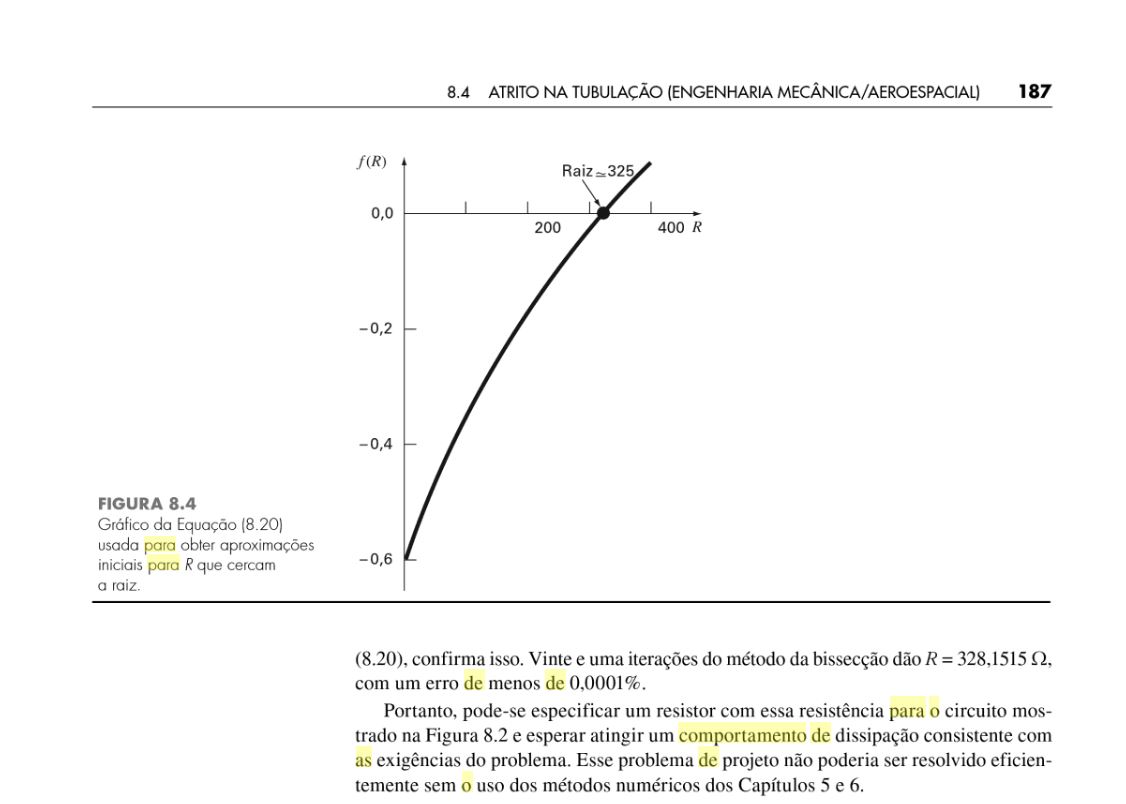 8.4 ATRITO NA TUBULAÇÃO (ENGENHARIA MECÂNICA/AEROESPACIAL) 187
f(R)
Raiz ≃ 325
0,0
200
400 R
–0,2
–0,4
–0,6
FIGURA 8.4
Gráfico da Equação (8.20)
usada para obter aproximações
iniciais para R que cercam
a raiz.
(8.20), confirma isso. Vinte e uma iterações do método da bissecção dão R = 328,1515 Ω,
com um erro de menos de 0,0001%.
Portanto, pode-se especificar um resistor com essa resistência para o circuito mos-
trado na Figura 8.2 e esperar atingir um comportamento de dissipação consistente com
as exigências do problema. Esse problema de projeto não poderia ser resolvido eficien-
temente sem o uso dos métodos numéricos dos Capítulos 5 e 6.